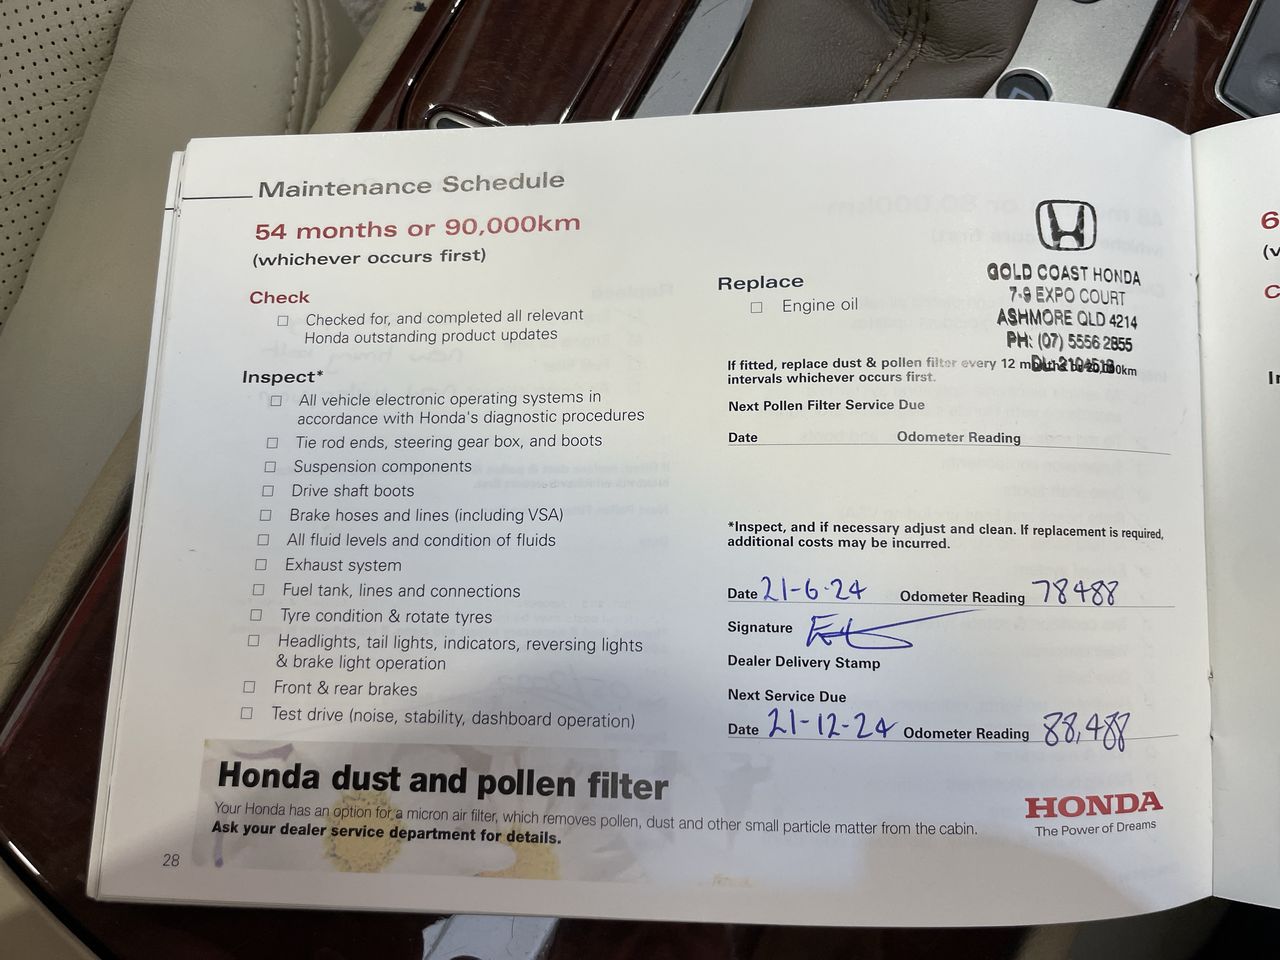 Maintenance Schedule
54 months or 90,000km
(whichever occurs first)
Check
Checked for, and completed all relevant
Honda outstanding product updates
Inspect*
All vehicle electronic operating systems in
accordance with Honda's diagnostic procedures
Tie rod ends, steering gear box, and boots
Suspension components
Drive shaft boots
Brake hoses and lines (including VSA)
All fluid levels and condition of fluids
Exhaust system
Fuel tank, lines and connections
Tyre condition & rotate tyres
Headlights, tail lights, indicators, reversing lights
& brake light operation
Front & rear brakes
Test drive (noise, stability, dashboard operation)
Replace
Engine oil
GOLD COAST HONDA
7-9 EXPO COURT
ASHMORE QLD 4214
PH: (07) 5556 2855
If fitted, replace dust & pollen filter every 12
intervals whichever occurs first.
Next Pollen Filter Service Due
Date Odometer Reading
*Inspect, and if necessary adjust and clean. If replacement is required,
additional costs may be incurred.
Date 21-6-24 Odometer Reading 78488
Signature
Dealer Delivery Stamp
Next Service Due
Date 21-12-24 Odometer Reading 88,488
Honda dust and pollen filter
Your Honda has an option for a micron air filter, which removes pollen, dust and other small particle matter from the cabin.
Ask your dealer service department for details.
HONDA
The Power of Dreams
28
6
(v
C